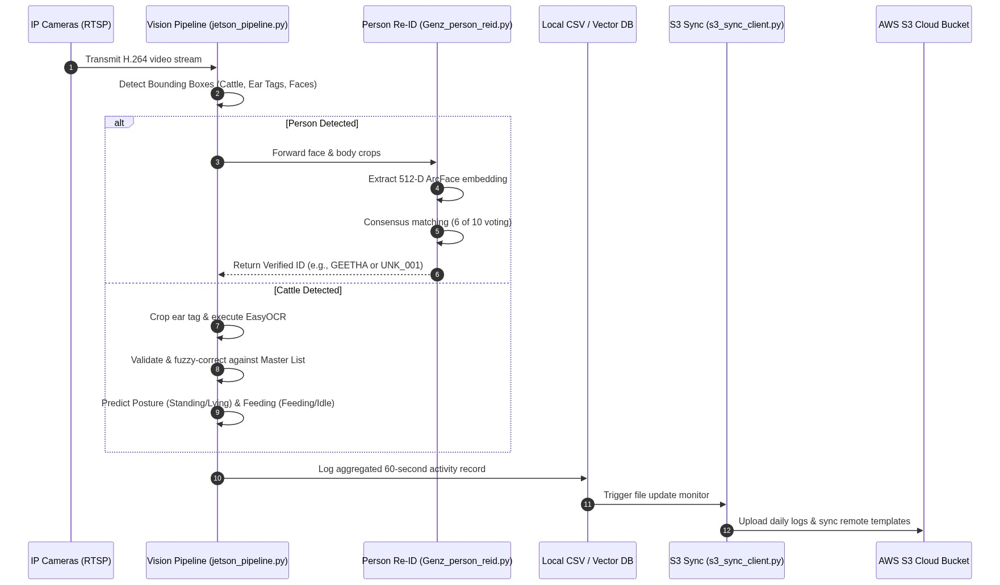 IP Cameras (RTSP)
Vision Pipeline (jetson_pipeline.py)
Person Re-ID (Genz_person_reid.py)
Local CSV / Vector DB
S3 Sync (s3_sync_client.py)
AWS S3 Cloud Bucket
Transmit H.264 video stream
1
Detect Bounding Boxes (Cattle, Ear Tags, Faces)
2
alt
[Person Detected]
Forward face & body crops
3
Extract 512-D ArcFace embedding
4
Consensus matching (6 of 10 voting)
5
Return Verified ID (e.g., GEETHA or UNK_001)
6
[Cattle Detected]
Crop ear tag & execute EasyOCR
7
Validate & fuzzy-correct against Master List
8
Predict Posture (Standing/Lying) & Feeding (Feeding/Idle)
9
Log aggregated 60-second activity record
10
Trigger file update monitor
11
Upload daily logs & sync remote templates
12
IP Cameras (RTSP)
Vision Pipeline (jetson_pipeline.py)
Person Re-ID (Genz_person_reid.py)
Local CSV / Vector DB
S3 Sync (s3_sync_client.py)
AWS S3 Cloud Bucket